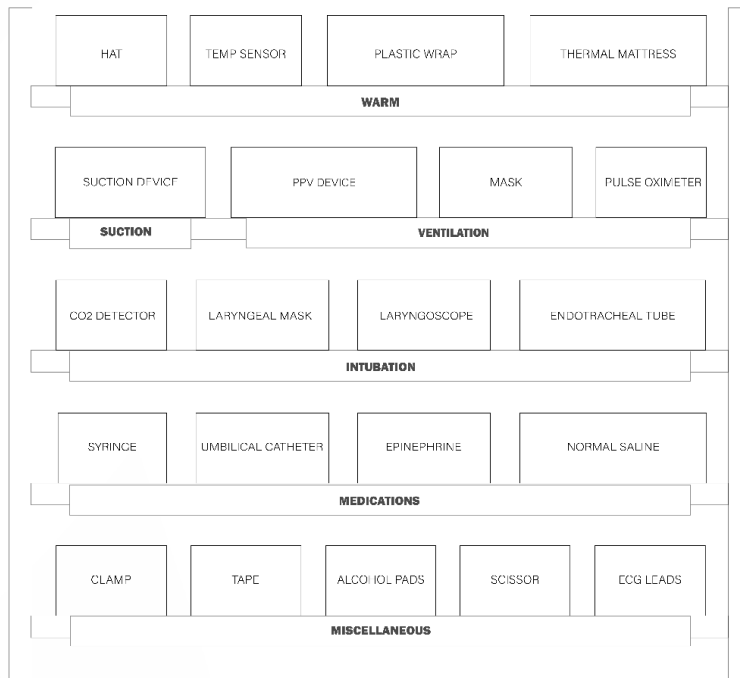 HAT
TEMP SENSOR
PLASTIC WRAP
THERMAL MATTRESS
WARM
SUCTION DEVICE
PPV DEVICE
MASK
PULSE OXIMETER
SUCTION
VENTILATION
CO2 DETECTOR
LARYNGEAL MASK
LARYNGOSCOPE
ENDOTRACHEAL TUBE
INTUBATION
SYRINGE
UMBILICAL CATHETER
EPINEPHRINE
NORMAL SALINE
MEDICATIONS
CLAMP
TAPE
ALCOHOL PADS
SCISSOR
ECG LEADS
MISCELLANEOUS